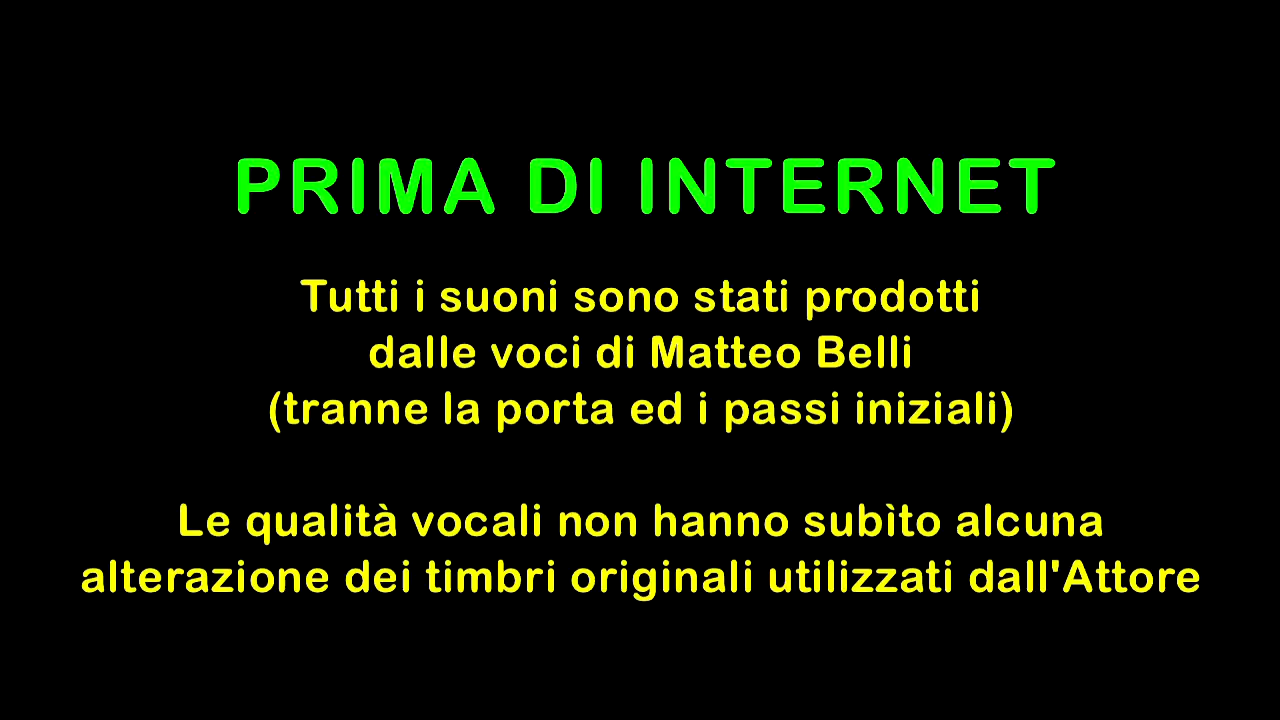 PRIMA DI INTERNET
Tutti i suoni sono stati prodotti
dalle voci di Matteo Belli
(tranne la porta ed i passi iniziali)
Le qualità vocali non hanno subìto alcuna
alterazione dei timbri originali utilizzati dall'Attore